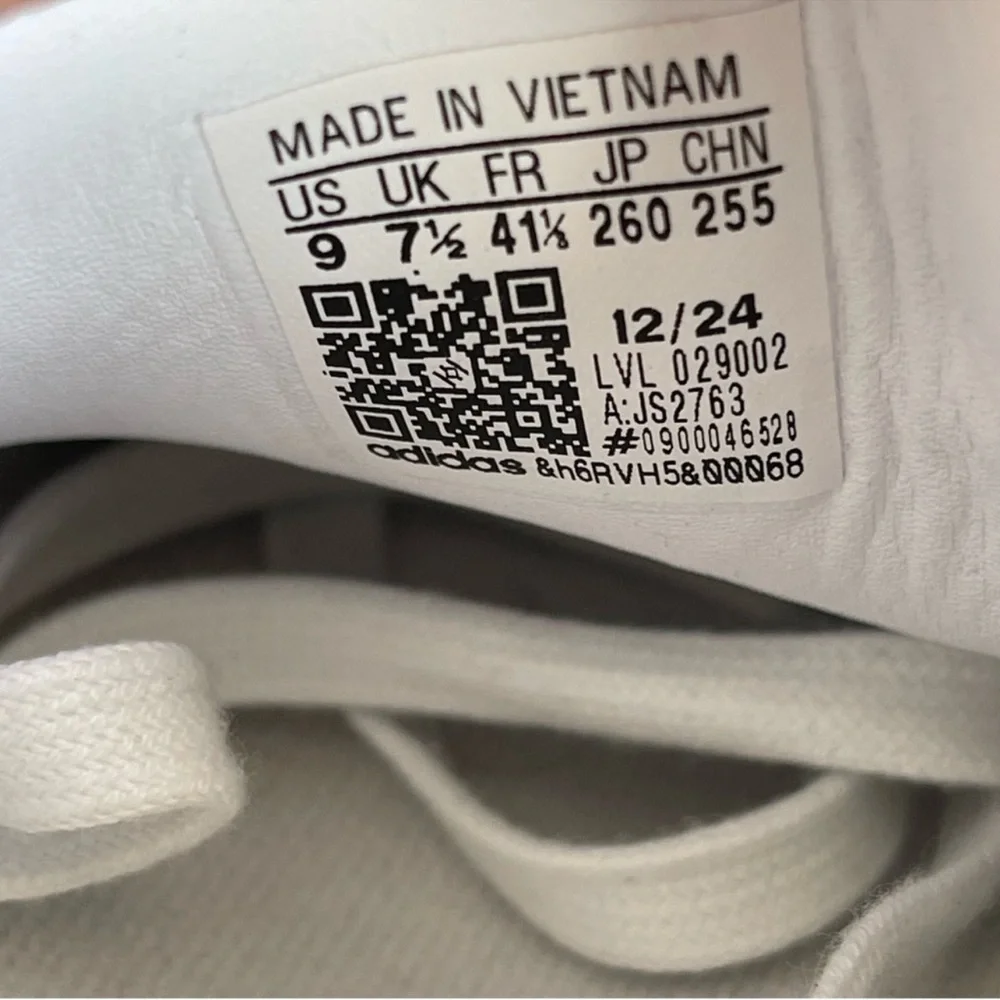 MADE IN VIETNAM
US UK FR JP CHN
9 7½ 41⅓ 260 255
12/24
LVL 029002
A:JS2763
#0900046528
adidas &h6RVH5&00068